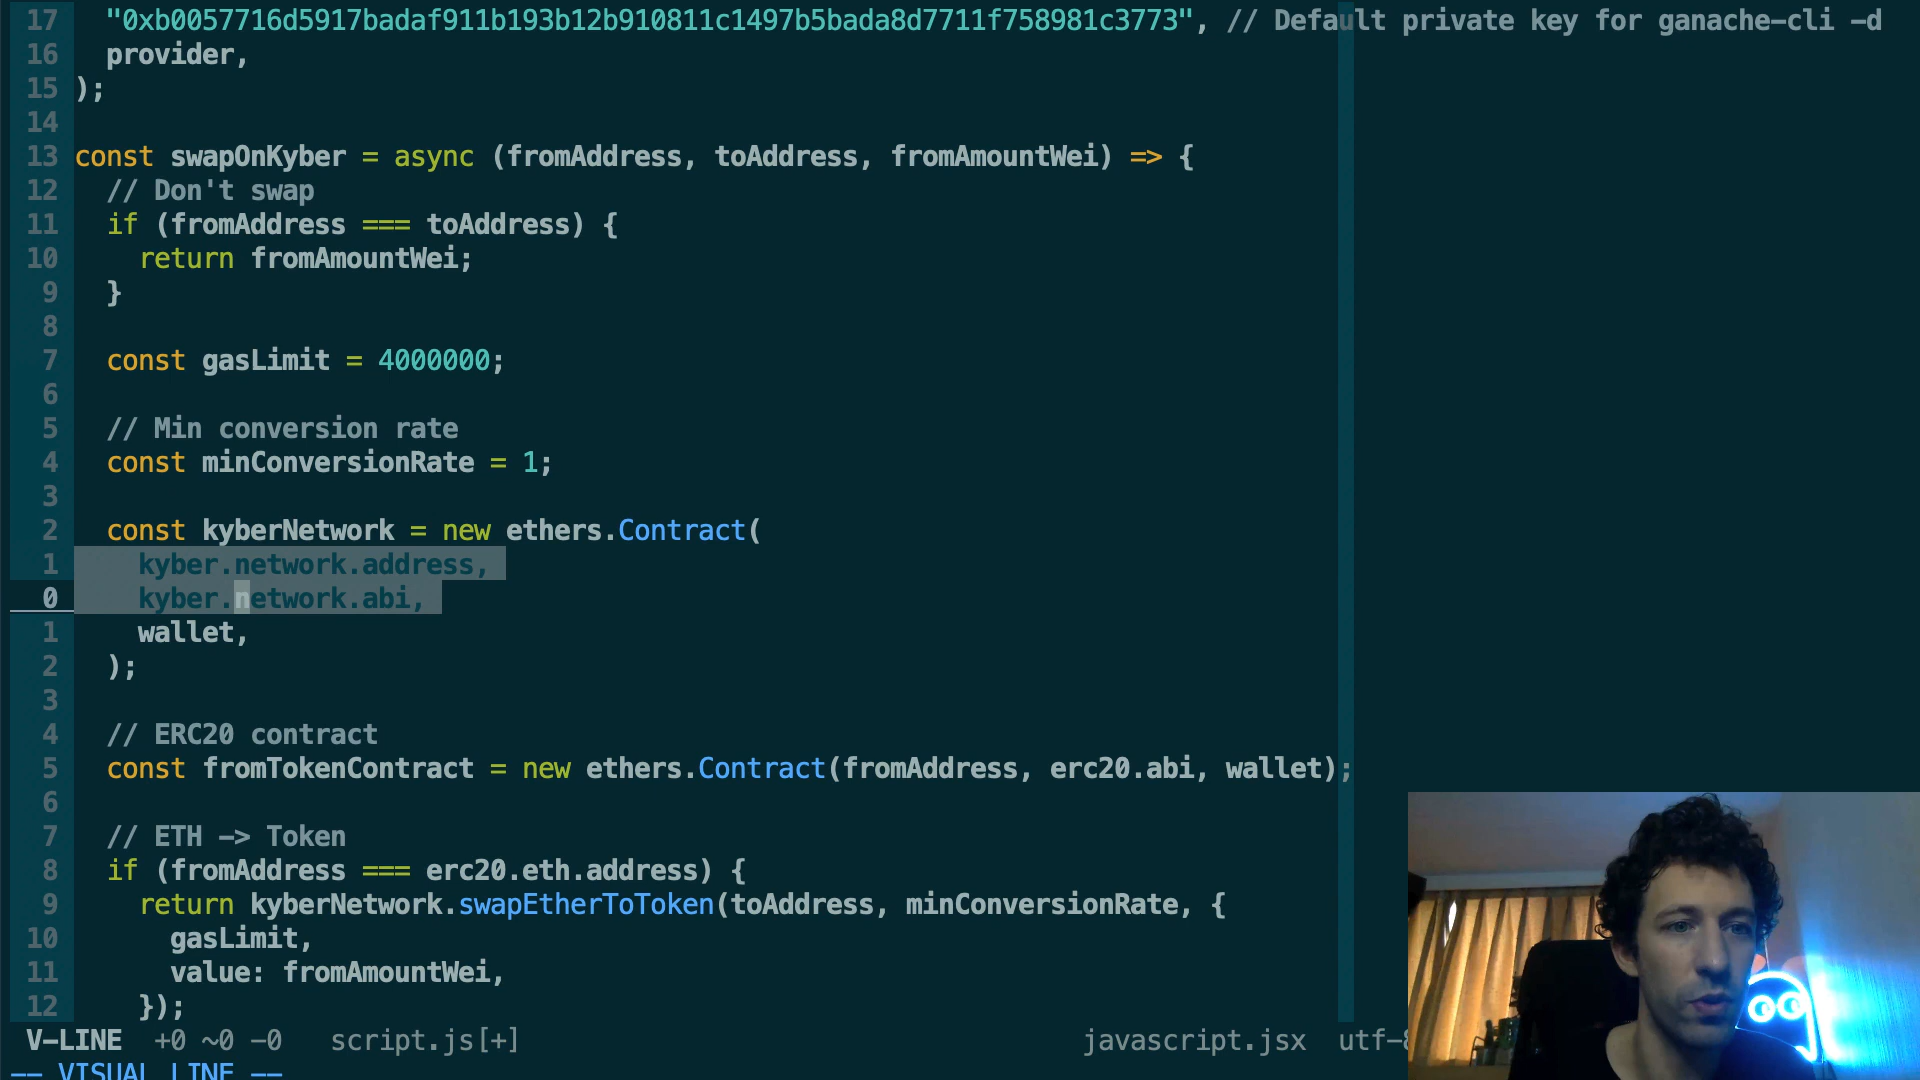 17 "0xb0057716d5917badaf911b193b12b910811c1497b5bada8d7711f758981c3773", // Default private key for ganache-cli -d
16 provider,
15 );
14
13 const swapOnKyber = async (fromAddress, toAddress, fromAmountWei) => {
12 // Don't swap
11 if (fromAddress === toAddress) {
10 return fromAmountWei;
9 }
8
7 const gasLimit = 4000000;
6
5 // Min conversion rate
4 const minConversionRate = 1;
3
2 const kyberNetwork = new ethers.Contract(
1 kyber.network.address,
0 kyber.network.abi,
1 wallet,
2 );
3
4 // ERC20 contract
5 const fromTokenContract = new ethers.Contract(fromAddress, erc20.abi, wallet);
6
7 // ETH -> Token
8 if (fromAddress === erc20.eth.address) {
9 return kyberNetwork.swapEtherToToken(toAddress, minConversionRate, {
10 gasLimit,
11 value: fromAmountWei,
12 });
V-LINE +0 ~0 -0 script.js[+] javascript.jsx utf-8
-- VISUAL LINE --